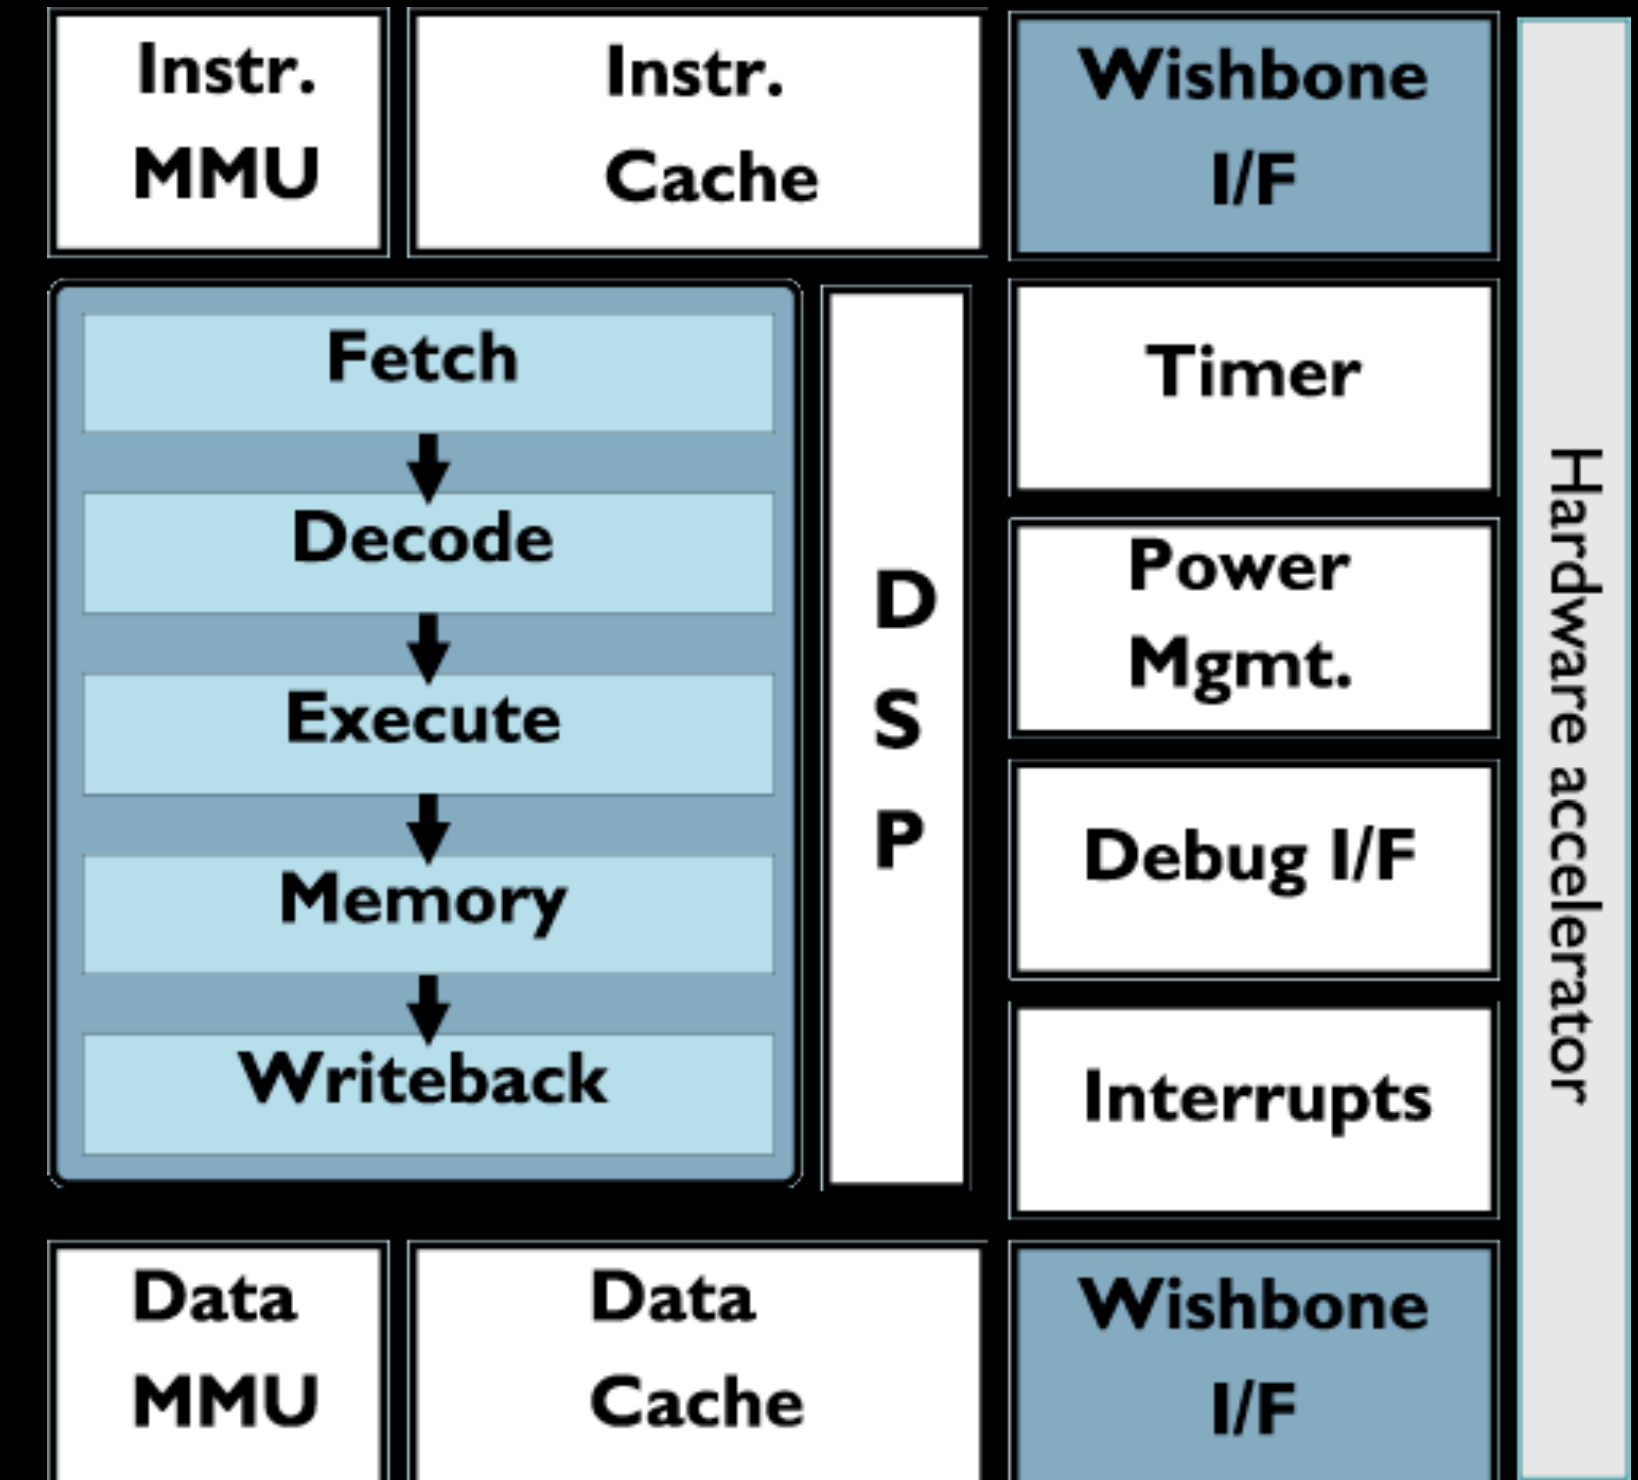 Instr.
MMU
Instr.
Cache
Wishbone
I/F
Fetch
Decode
Execute
Memory
Writeback
D
S
P
Timer
Power
Mgmt.
Debug I/F
Interrupts
Data
MMU
Data
Cache
Wishbone
I/F
Hardware accelerator